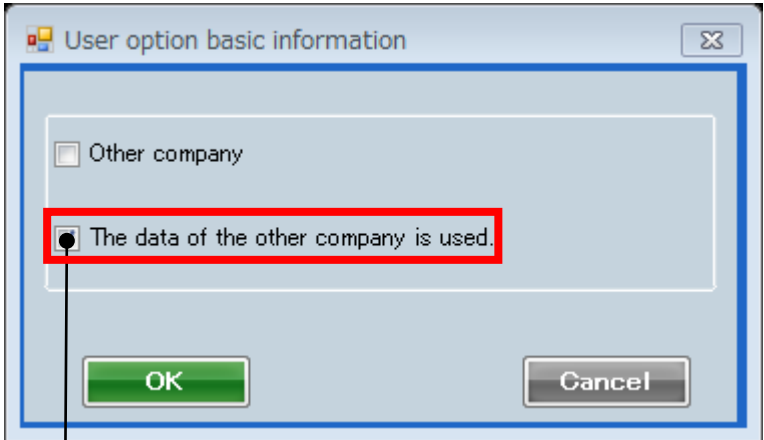 User option basic information
Other company
The data of the other company is used.
OK
Cancel